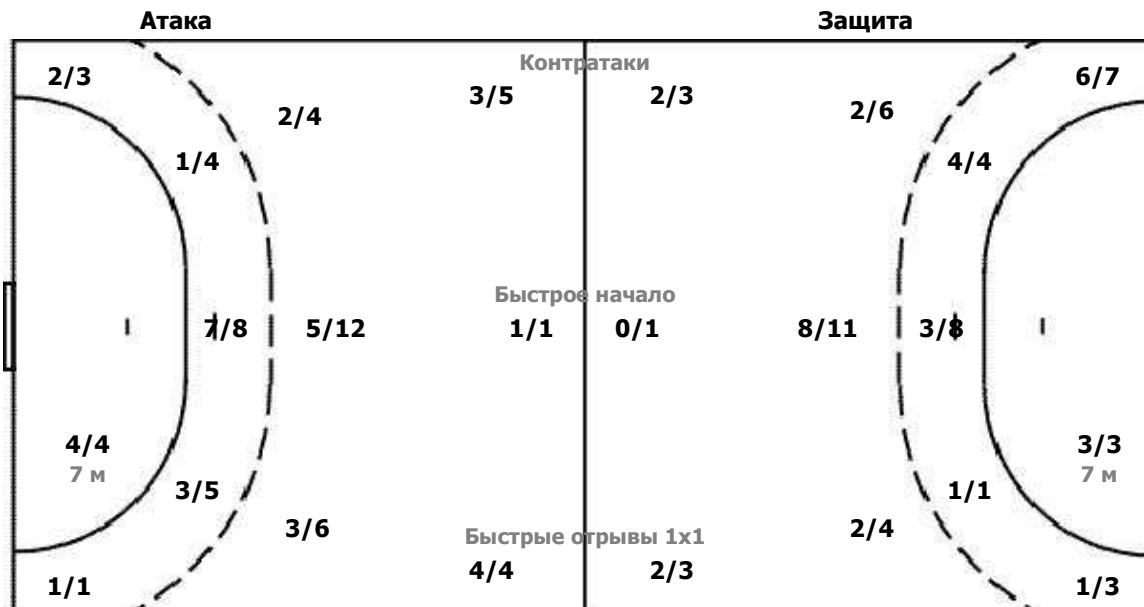 Атака Защита
Контратаки
2/3 6/7
3/5 2/3
2/4 2/6
1/4 4/4
Быстрое начало
7/8 5/12 1/1 0/1 8/11 3/8
4/4 3/3
7 м 7 м
3/5 1/1
3/6 2/4
Быстрые отрывы 1х1
4/4 2/3
1/1 1/3